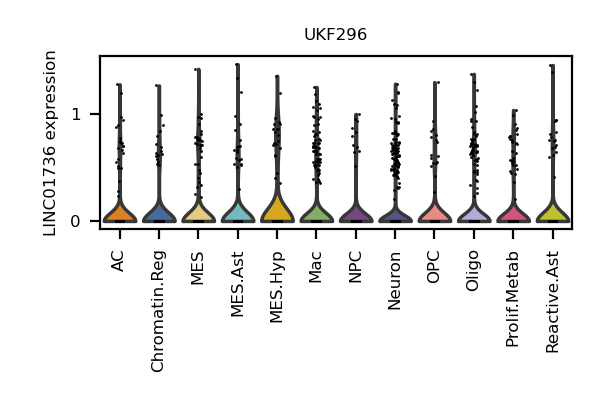 UKF296
LINC01736 expression
1
0
AC
Chromatin.Reg
MES
MES.Ast
MES.Hyp
Mac
NPC
Neuron
OPC
Oligo
Prolif.Metab
Reactive.Ast